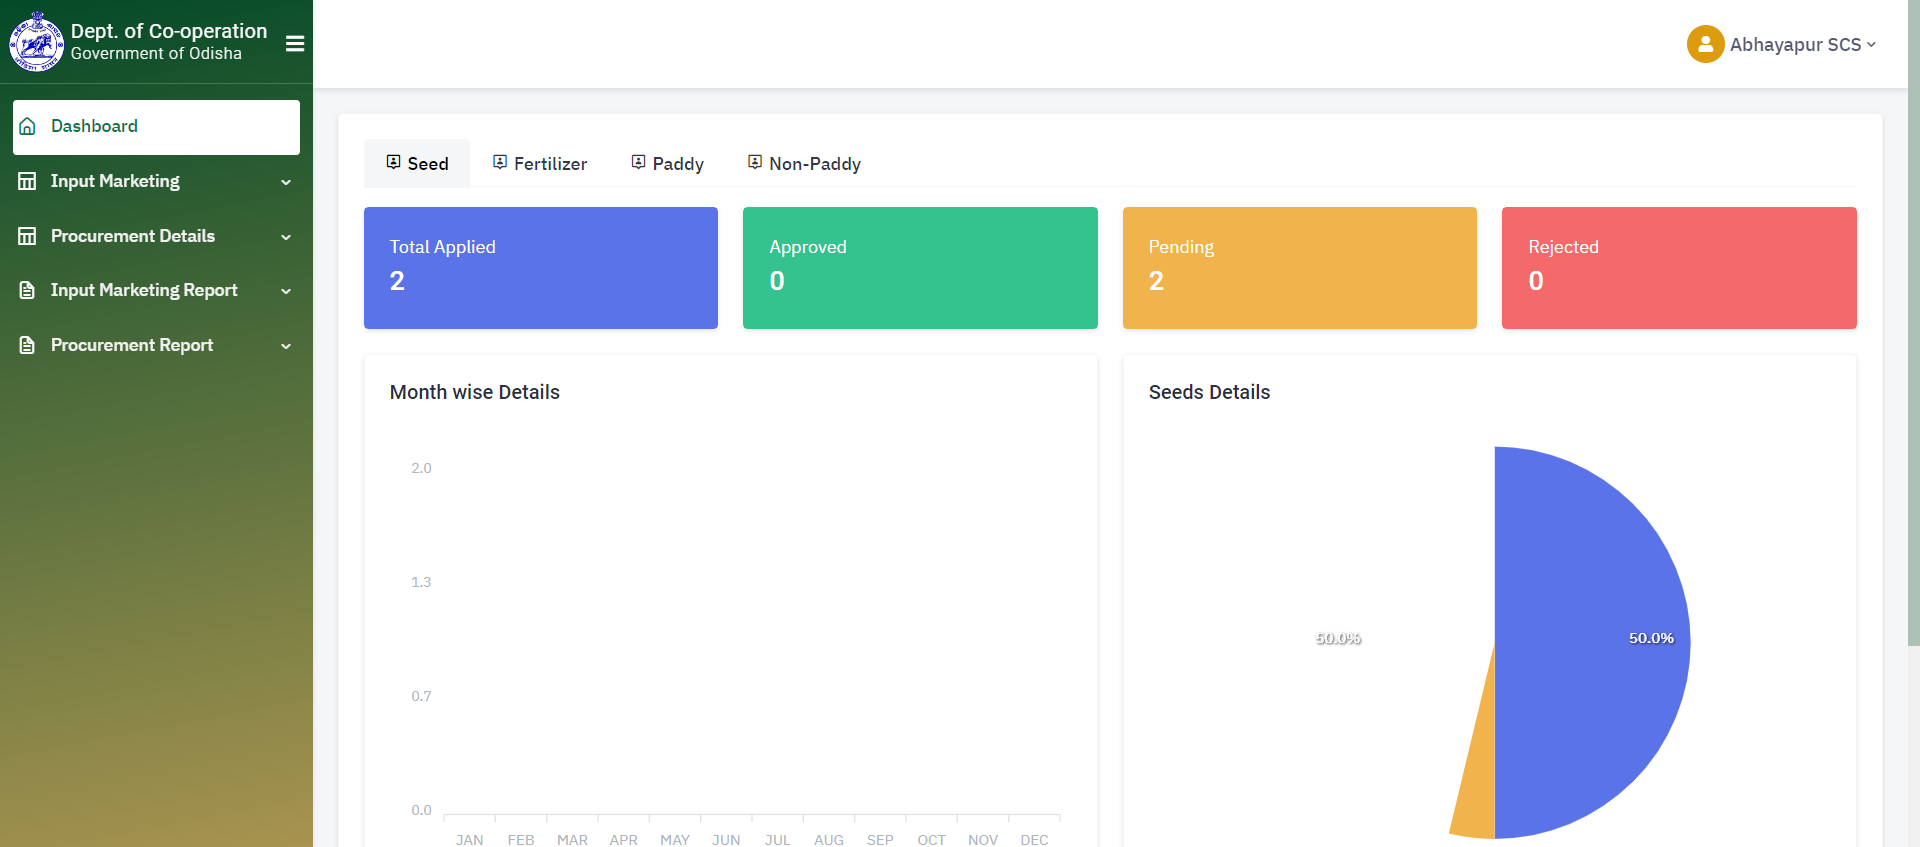 Dept. of Co-operation
Government of Odisha
Abhayapur SCS
Dashboard
Input Marketing
Procurement Details
Input Marketing Report
Procurement Report
Seed
Fertilizer
Paddy
Non-Paddy
Total Applied
2
Approved
0
Pending
2
Rejected
0
Month wise Details
2.0
1.3
0.7
0.0
JAN FEB MAR APR MAY JUN JUL AUG SEP OCT NOV DEC
Seeds Details
50.0%
50.0%